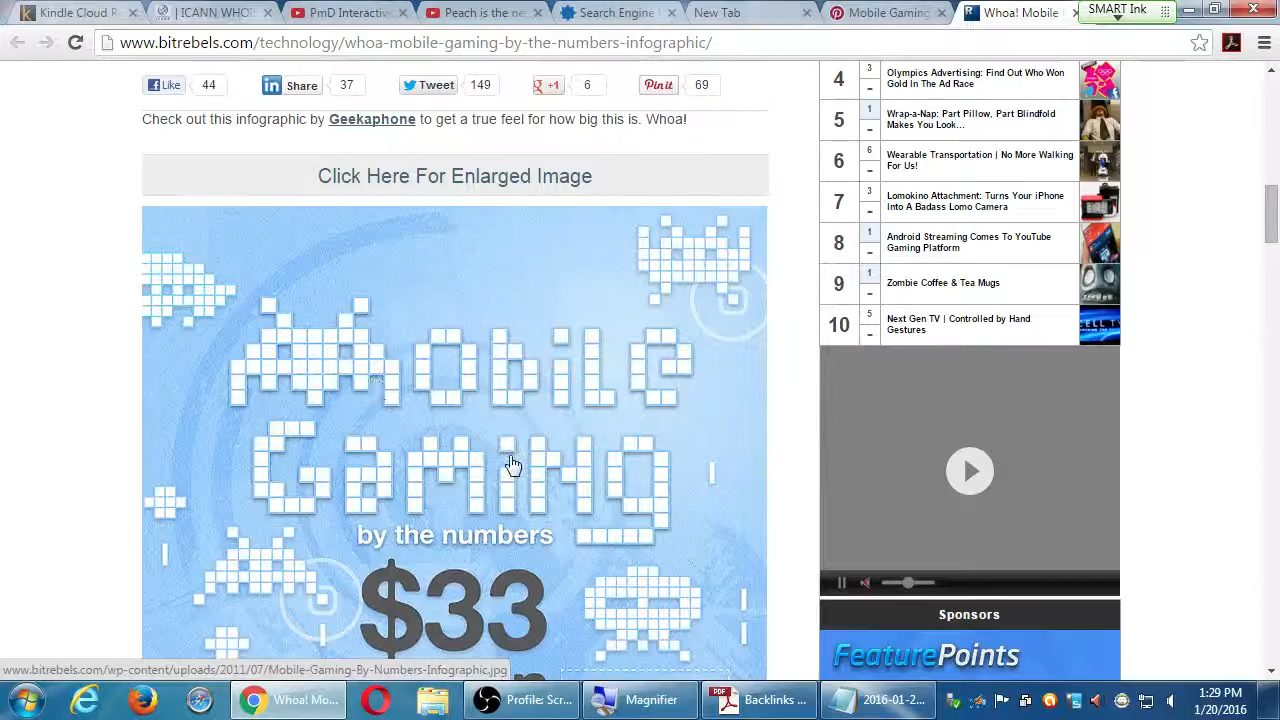 Kindle Cloud R
| ICANN WHO
PmD Interactiv
Peach is the ne
Search Engine
New Tab
Mobile Gaming
Whoa! Mobile
SMART Ink
www.bitrebels.com/technology/whoa-mobile-gaming-by-the-numbers-infographic/
Like 44
Share 37
Tweet 149
+1 6
Pin it 69
Check out this infographic by Geekaphone to get a true feel for how big this is. Whoa!
Click Here For Enlarged Image
Mobile
Gaming
by the numbers
$33
www.bitrebels.com/wp-content/uploads/2011/07/Mobile-Gaming-By-Numbers-Infographic.jpg
4
3
-
Olympics Advertising: Find Out Who Won
Gold In The Ad Race
5
1
-
Wrap-a-Nap: Part Pillow, Part Blindfold
Makes You Look...
6
6
-
Wearable Transportation | No More Walking
For Us!
7
3
-
Lomokino Attachment: Turns Your iPhone
Into A Badass Lomo Camera
8
1
-
Android Streaming Comes To YouTube
Gaming Platform
9
1
-
Zombie Coffee & Tea Mugs
10
5
-
Next Gen TV | Controlled by Hand
Gestures
Sponsors
FeaturePoints
Whoa! Mo...
Profile: Scr...
Magnifier
PDF
Backlinks ...
2016-01-2...
1:29 PM
1/20/2016